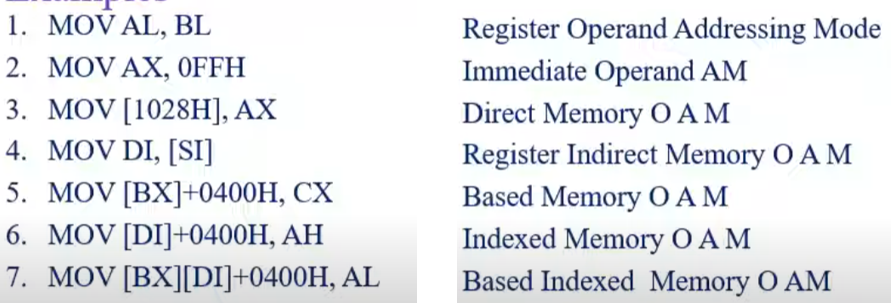 1. MOV AL, BL
2. MOV AX, 0FFH
3. MOV [1028H], AX
4. MOV DI, [SI]
5. MOV [BX]+0400H, CX
6. MOV [DI]+0400H, AH
7. MOV [BX][DI]+0400H, AL
Register Operand Addressing Mode
Immediate Operand AM
Direct Memory O A M
Register Indirect Memory O A M
Based Memory O A M
Indexed Memory O A M
Based Indexed Memory O AM